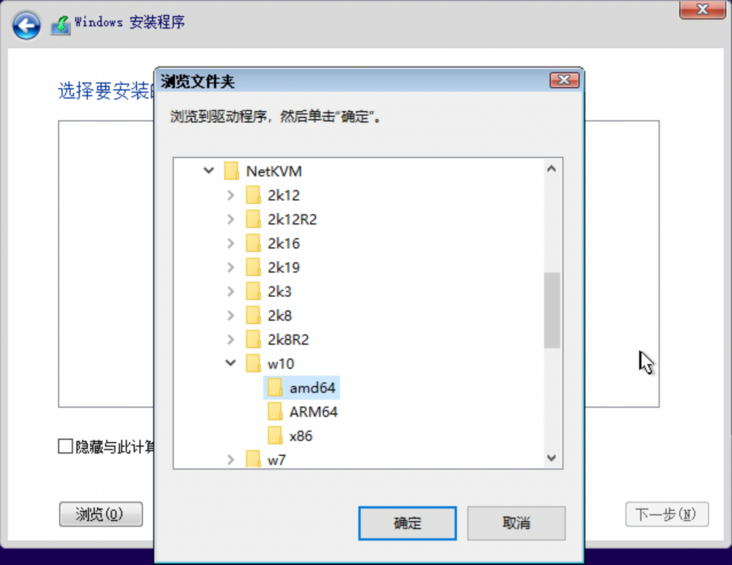 Windows 安装程序
选择要安装的
浏览文件夹
浏览到驱动程序，然后单击“确定”。
NetKVM
2k12
2k12R2
2k16
2k19
2k3
2k8
2k8R2
w10
amd64
ARM64
x86
w7
隐藏与此计算
浏览(O)
确定
取消
下一步(N)